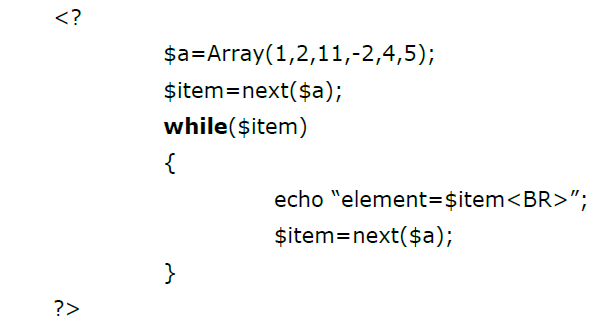 <?
$a=Array(1,2,11,-2,4,5);
$item=next($a);
while($item)
{
echo “element=$item<BR>”;
$item=next($a);
}
?>